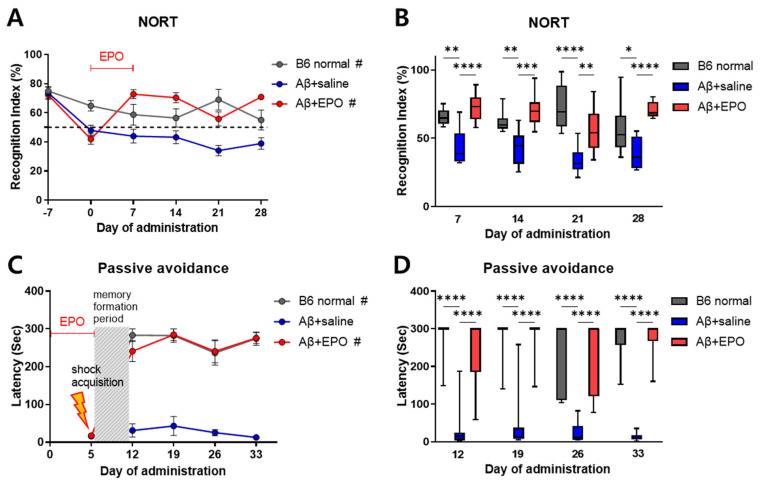 A
NORT
EPO
B6 normal #
Aβ+saline
Aβ+EPO #
Recognition Index (%)
100
80
60
40
20
0
-7
0
7
14
21
28
Day of administration
B
NORT
**
****
**
***
****
**
*
****
B6 normal
Aβ+saline
Aβ+EPO
Recognition Index (%)
100
50
0
7
14
21
28
Day of administration
C
Passive avoidance
memory
formation
period
EPO
shock
acquisition
B6 normal #
Aβ+saline
Aβ+EPO #
Latency (Sec)
400
300
200
100
0
0
5
12
19
26
33
Day of administration
D
Passive avoidance
****
****
****
****
****
****
****
****
B6 normal
Aβ+saline
Aβ+EPO
Latency (Sec)
400
300
200
100
0
12
19
26
33
Day of administration